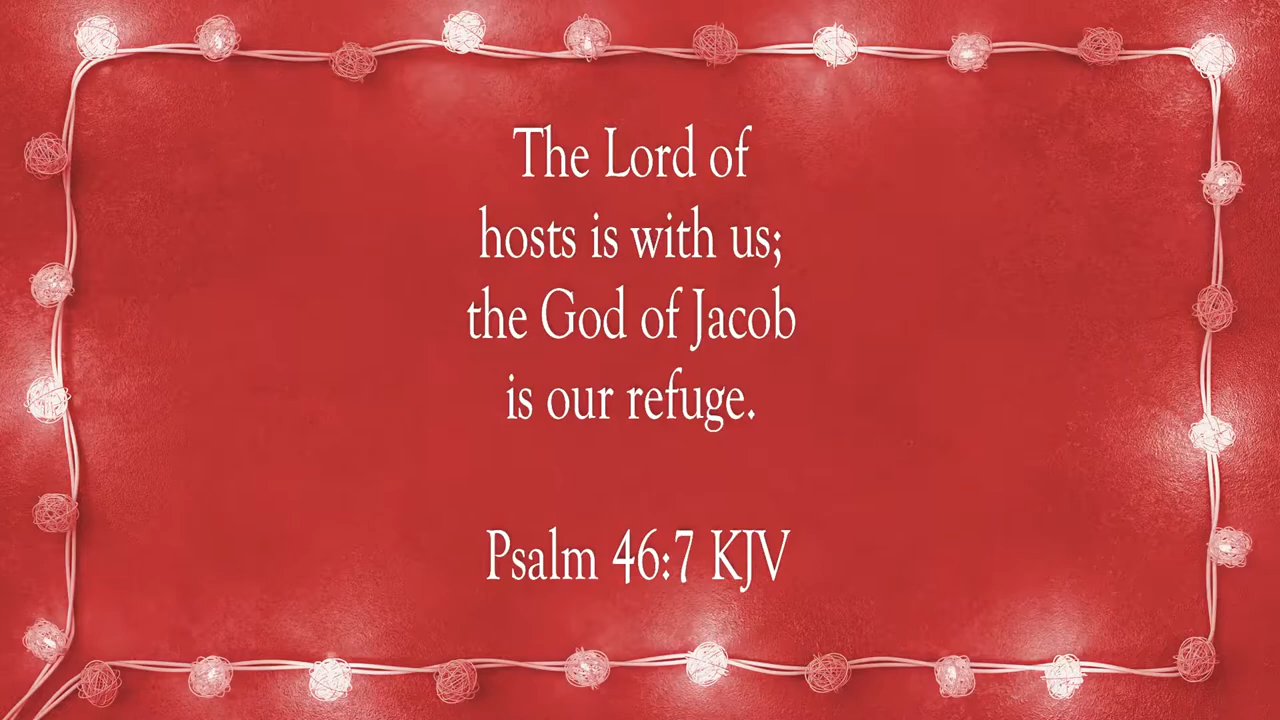 The Lord of
hosts is with us;
the God of Jacob
is our refuge.
Psalm 46:7 KJV